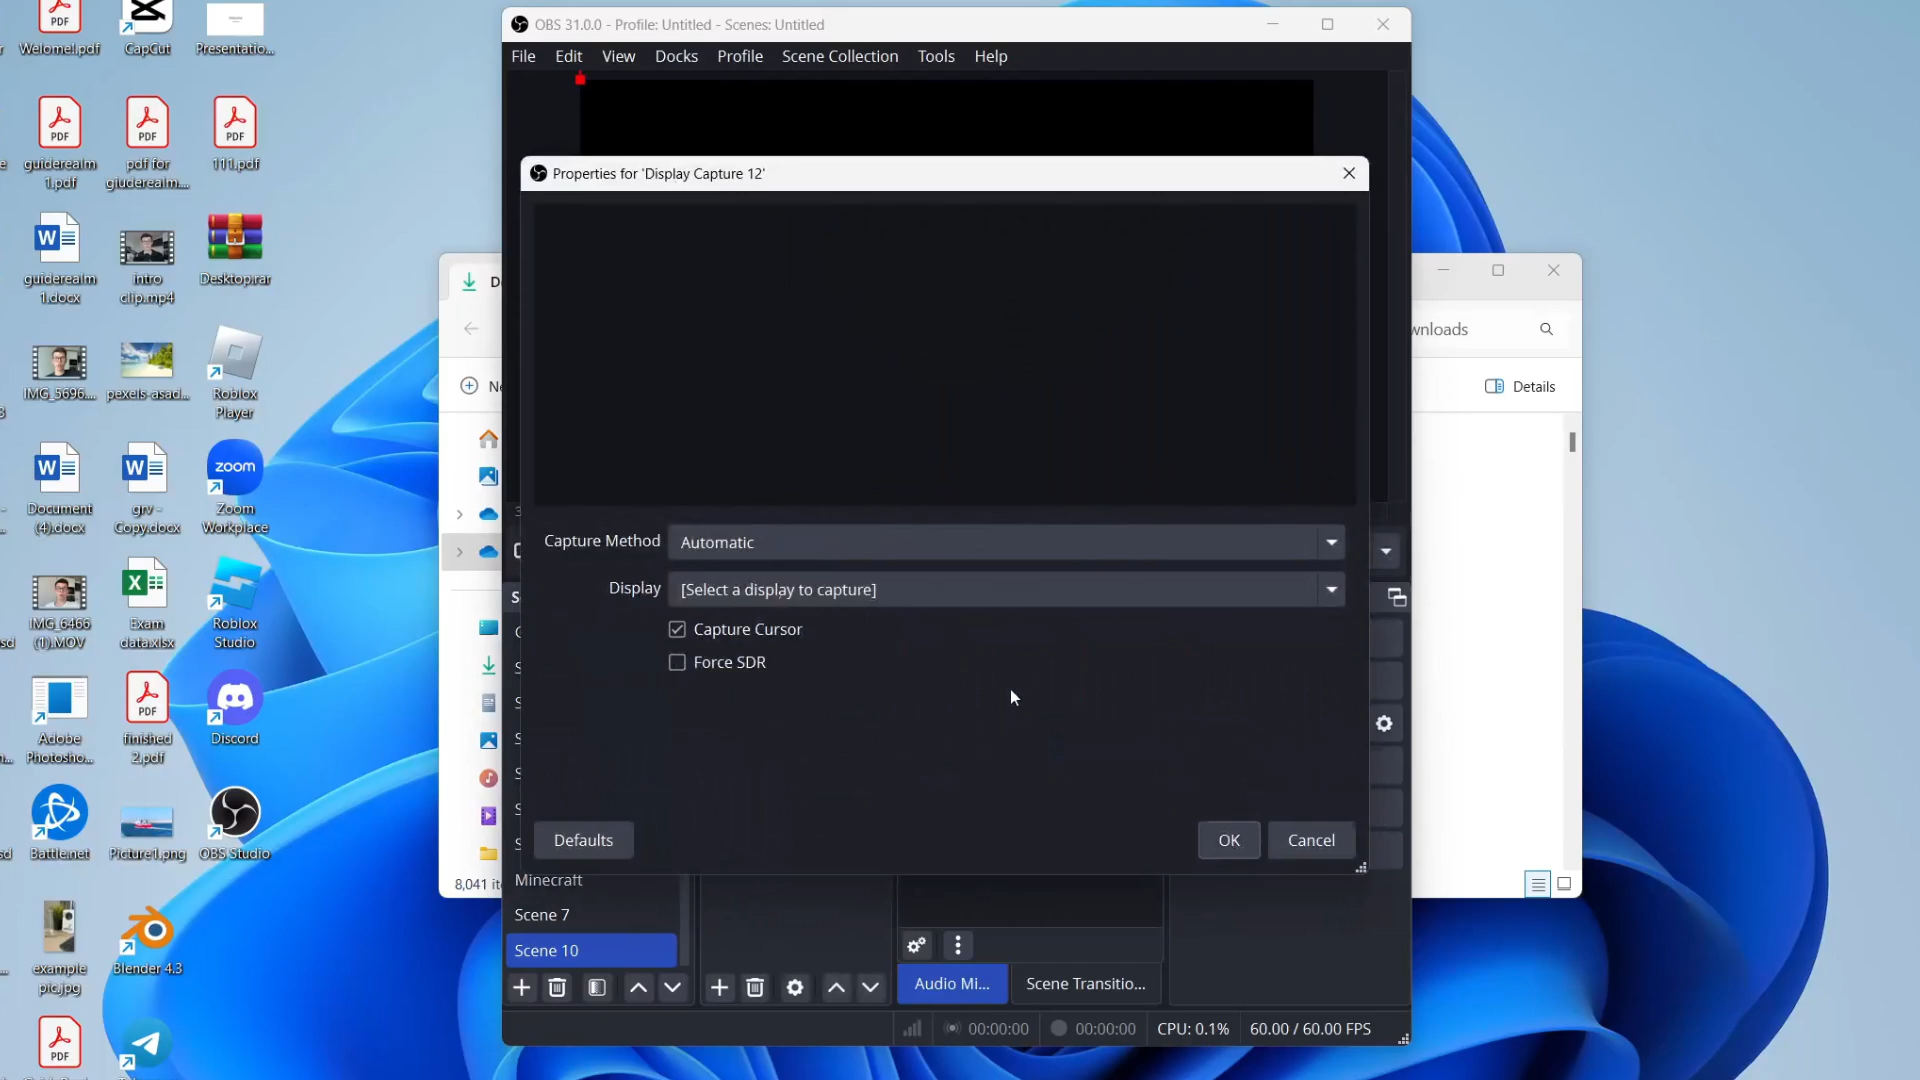 Welome!.pdf
CapCut
Presentatio...
guiderealm 1.pdf
pdf for giuderealm...
111.pdf
guiderealm 1.docx
intro clip.mp4
Desktop.rar
IMG_5696....
pexels-asad...
Roblox Player
Document (4).docx
grv - Copy.docx
zoom
Zoom Workplace
IMG_6466 (1).MOV
Exam data.xlsx
Roblox Studio
Adobe Photosho...
finished 2.pdf
Discord
Battle.net
Picture1.png
OBS Studio
example pic.jpg
Blender 4.3
OBS 31.0.0 - Profile: Untitled - Scenes: Untitled
File Edit View Docks Profile Scene Collection Tools Help
Properties for 'Display Capture 12'
Capture Method Automatic
Display [Select a display to capture]
Capture Cursor
Force SDR
Defaults OK Cancel
wnloads
Details
8,041 it
Minecraft
Scene 7
Scene 10
Audio Mi... Scene Transitio...
00:00:00 00:00:00 CPU: 0.1% 60.00 / 60.00 FPS